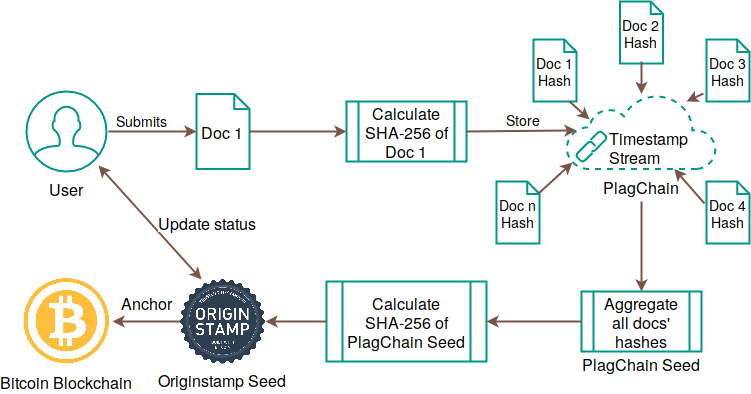 Doc 2
Hash
Doc 1
Hash
Doc 3
Hash
Submits
Doc 1
Calculate
SHA-256 of
Doc 1
Store
Timestamp
Stream
User
PlagChain
Doc n
Hash
Doc 4
Hash
Update status
Anchor
ORIGIN
STAMP
Calculate
SHA-256 of
PlagChain Seed
Aggregate
all docs'
hashes
PlagChain Seed
Bitcoin Blockchain
Originstamp Seed